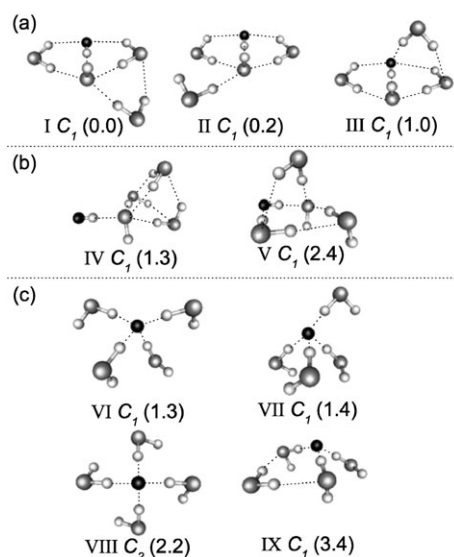 (a)
I C₁ (0.0) II C₁ (0.2) III C₁ (1.0)
(b)
IV C₁ (1.3) V C₁ (2.4)
(c)
VI C₁ (1.3) VII C₁ (1.4)
VIII C₂ (2.2) IX C₁ (3.4)